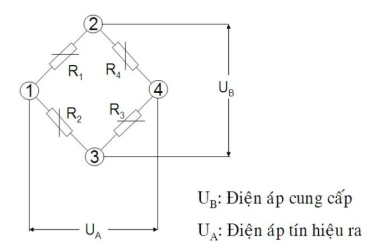 2
R1
R4
1
4
UB
R2
R3
3
UA
UB: Điện áp cung cấp
UA: Điện áp tín hiệu ra